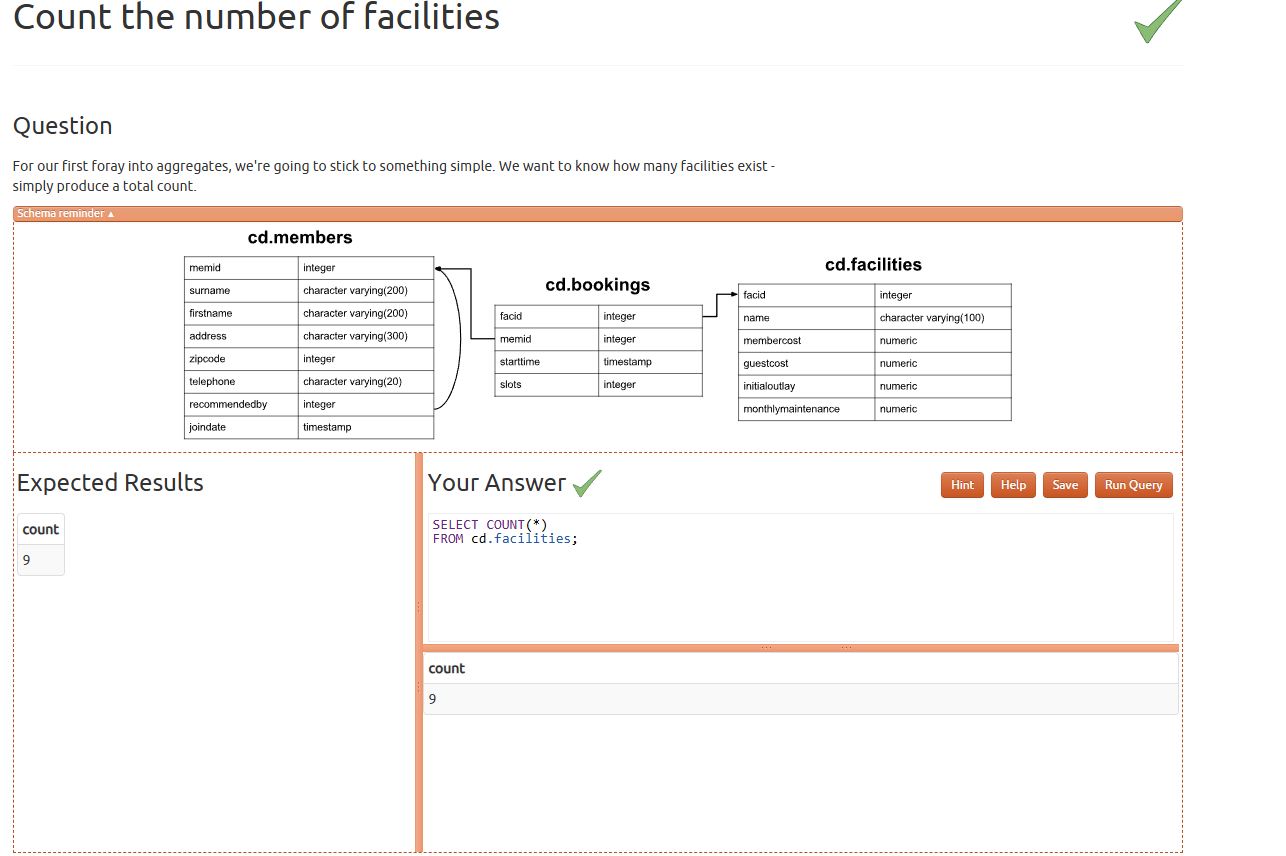 Count the number of facilities
Question
For our first foray into aggregates, we're going to stick to something simple. We want to know how many facilities exist -
simply produce a total count.
Schema reminder ▲
cd.members
memid integer
surname character varying(200)
firstname character varying(200)
address character varying(300)
zipcode integer
telephone character varying(20)
recommendedby integer
joindate timestamp
cd.bookings
facid integer
memid integer
starttime timestamp
slots integer
cd.facilities
facid integer
name character varying(100)
membercost numeric
guestcost numeric
initialoutlay numeric
monthlymaintenance numeric
Expected Results
count
9
Your Answer
Hint Help Save Run Query
SELECT COUNT(*)
FROM cd.facilities;
count
9